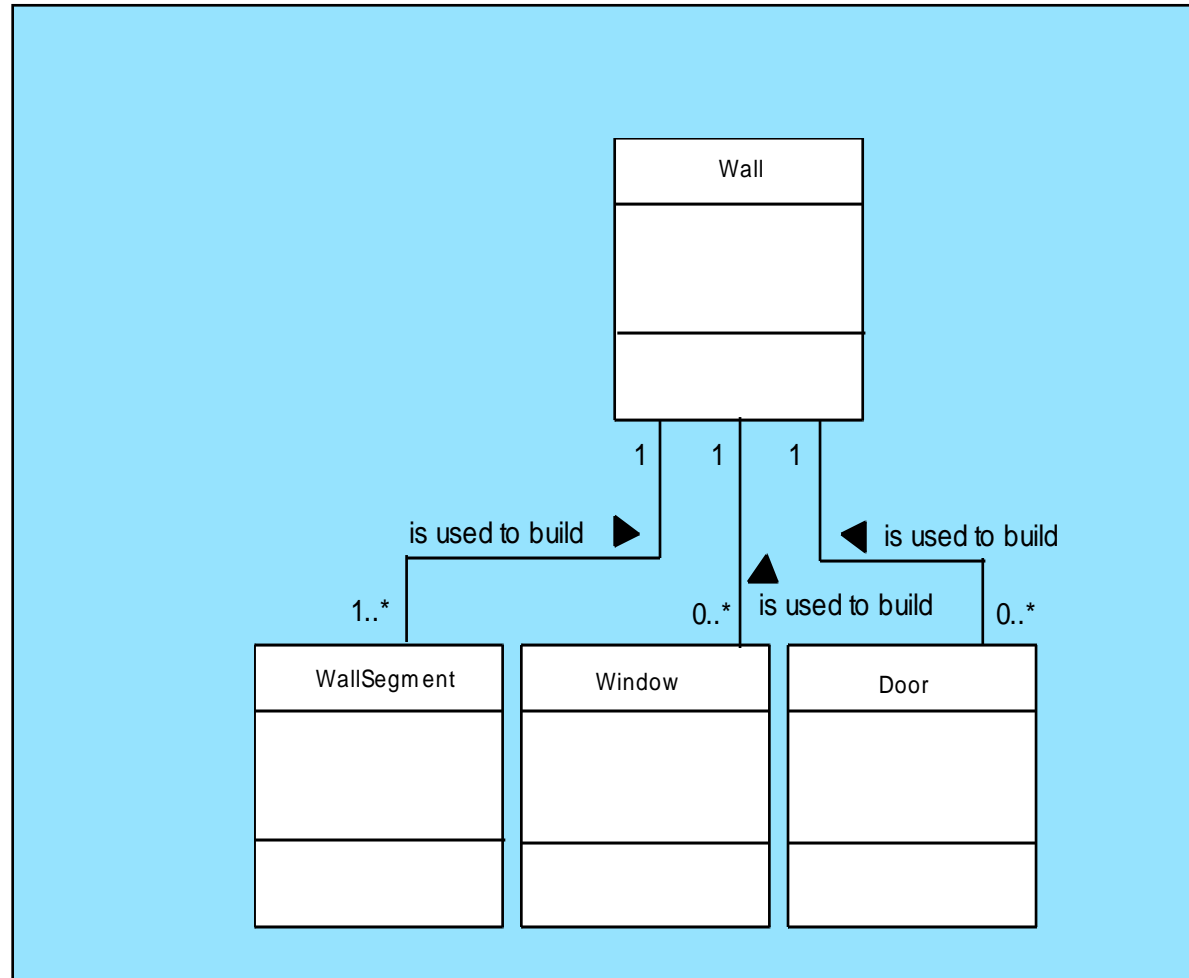 Wall
1 1 1
is used to build
is used to build
is used to build
1..*
0..*
0..*
WallSegment
Window
Door